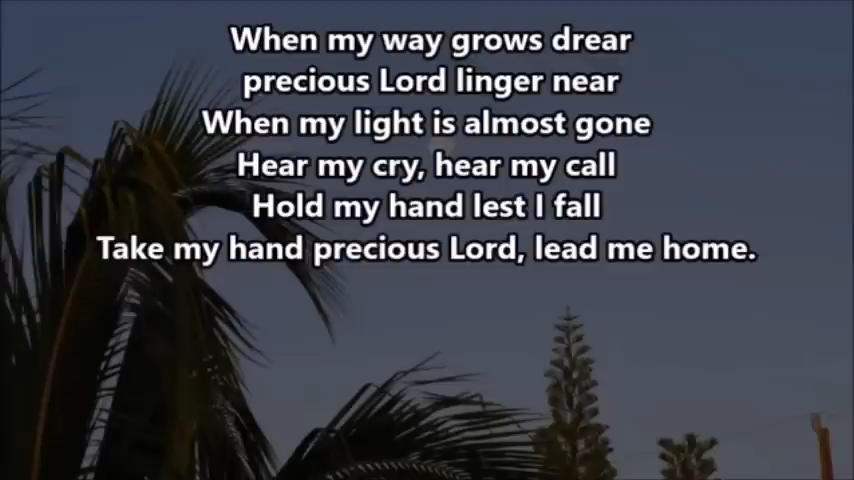 When my way grows drear
precious Lord linger near
When my light is almost gone
Hear my cry, hear my call
Hold my hand lest I fall
Take my hand precious Lord, lead me home.